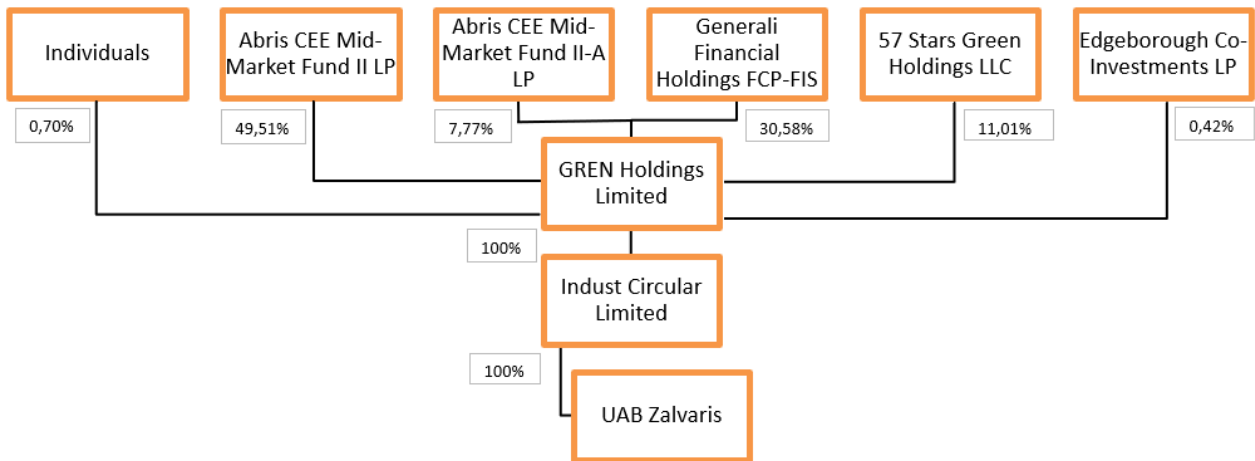 Individuals
Abris CEE Mid-
Market Fund II LP
Abris CEE Mid-
Market Fund II-A
LP
Generali
Financial
Holdings FCP-FIS
57 Stars Green
Holdings LLC
Edgeborough Co-
Investments LP
0,70%
49,51%
7,77%
30,58%
11,01%
0,42%
GREN Holdings
Limited
100%
Indust Circular
Limited
100%
UAB Zalvaris